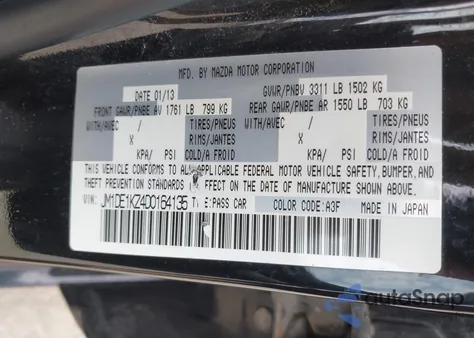 MFD. BY MAZDA MOTOR CORPORATION
DATE 01/13 GVWR/PNBV 3311 LB 1502 KG
FRONT GAWR/PNBE AV 1761 LB 799 KG REAR GAWR/PNBE AR 1550 LB 703 KG
WITH/AVEC / TIRES/PNEUS WITH/AVEC / TIRES/PNEUS
X RIMS/JANTES X RIMS/JANTES
KPA/ PSI COLD/A FROID KPA/ PSI COLD/A FROID
THIS VEHICLE CONFORMS TO ALL APPLICABLE FEDERAL MOTOR VEHICLE SAFETY, BUMPER, AND
THEFT PREVENTION STANDARDS IN EFFECT ON THE DATE OF MANUFACTURE SHOWN ABOVE.
VIN: JM1DE1KZ4D0164135 TYPE: PASS CAR COLOR CODE: A3F MADE IN JAPAN
autoSnap